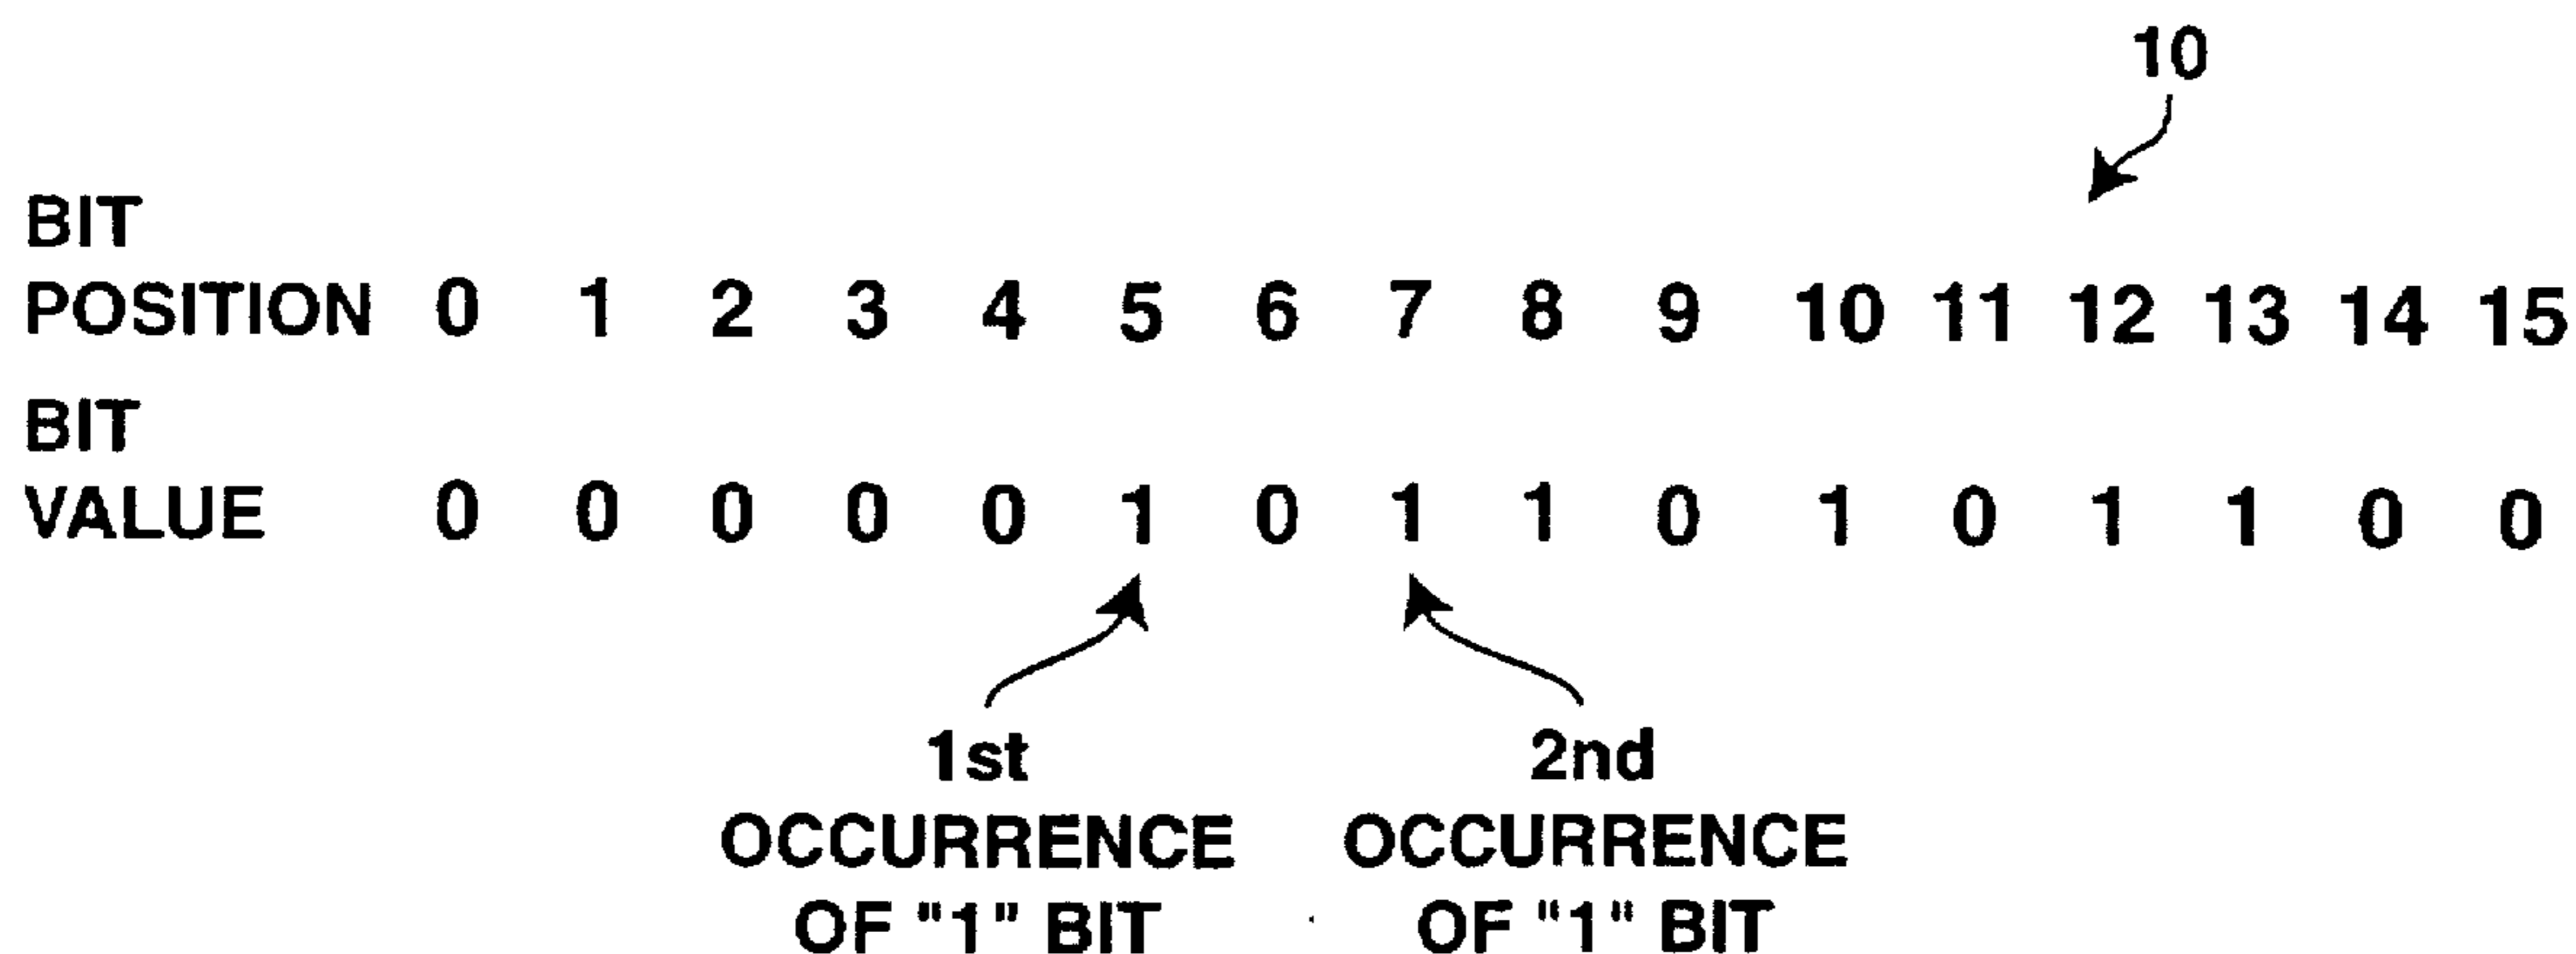 10
BIT
POSITION 0 1 2 3 4 5 6 7 8 9 10 11 12 13 14 15
BIT
VALUE 0 0 0 0 0 1 0 1 1 0 1 0 1 1 0 0
1st 2nd
OCCURRENCE OCCURRENCE
OF "1" BIT OF "1" BIT